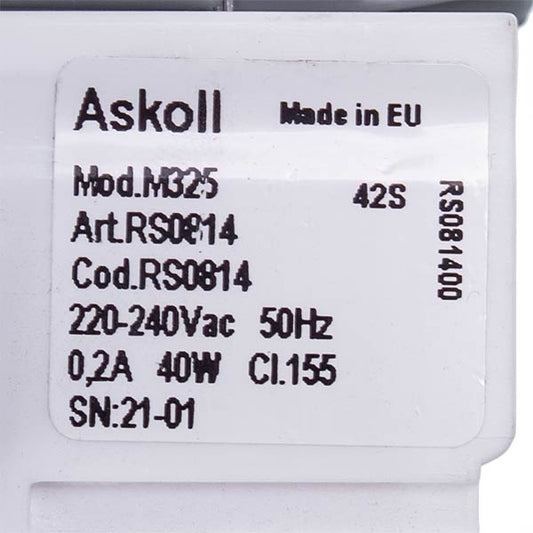 Askoll Made in EU
Mod.M325 42S
Art.RS0814
Cod.RS0814
220-240Vac 50Hz
0,2A 40W Cl.155
SN:21-01
RS081400